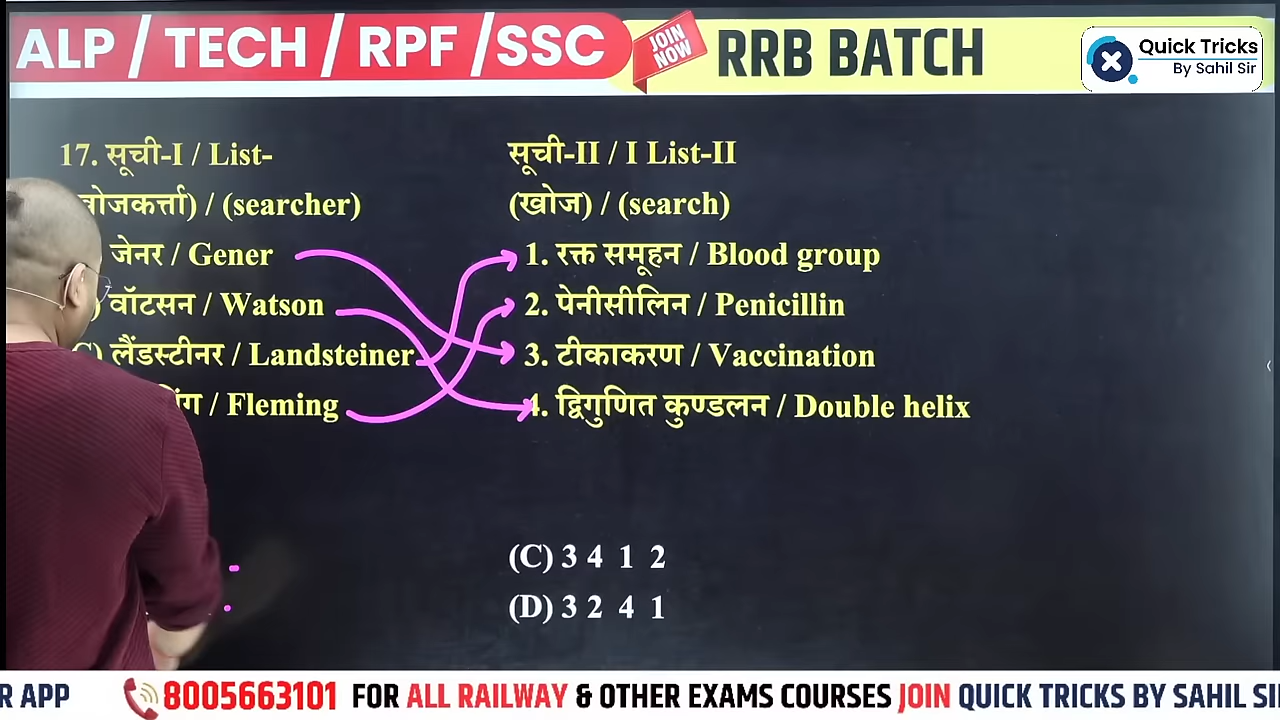 ALP / TECH / RPF / SSC
JOIN NOW
RRB BATCH
Quick Tricks
By Sahil Sir
17. सूची-I / List-
सूची-II / I List-II
/ (searcher)
(खोज) / (search)
जेनर / Gener
1. रक्त समूहन / Blood group
वॉटसन / Watson
2. पेनीसीलिन / Penicillin
लैंडस्टीनर / Landsteiner
3. टीकाकरण / Vaccination
/ Fleming
4. द्विगुणित कुण्डलन / Double helix
(C) 3 4 1 2
(D) 3 2 4 1
R APP 8005663101 FOR ALL RAILWAY & OTHER EXAMS COURSES JOIN QUICK TRICKS BY SAHIL